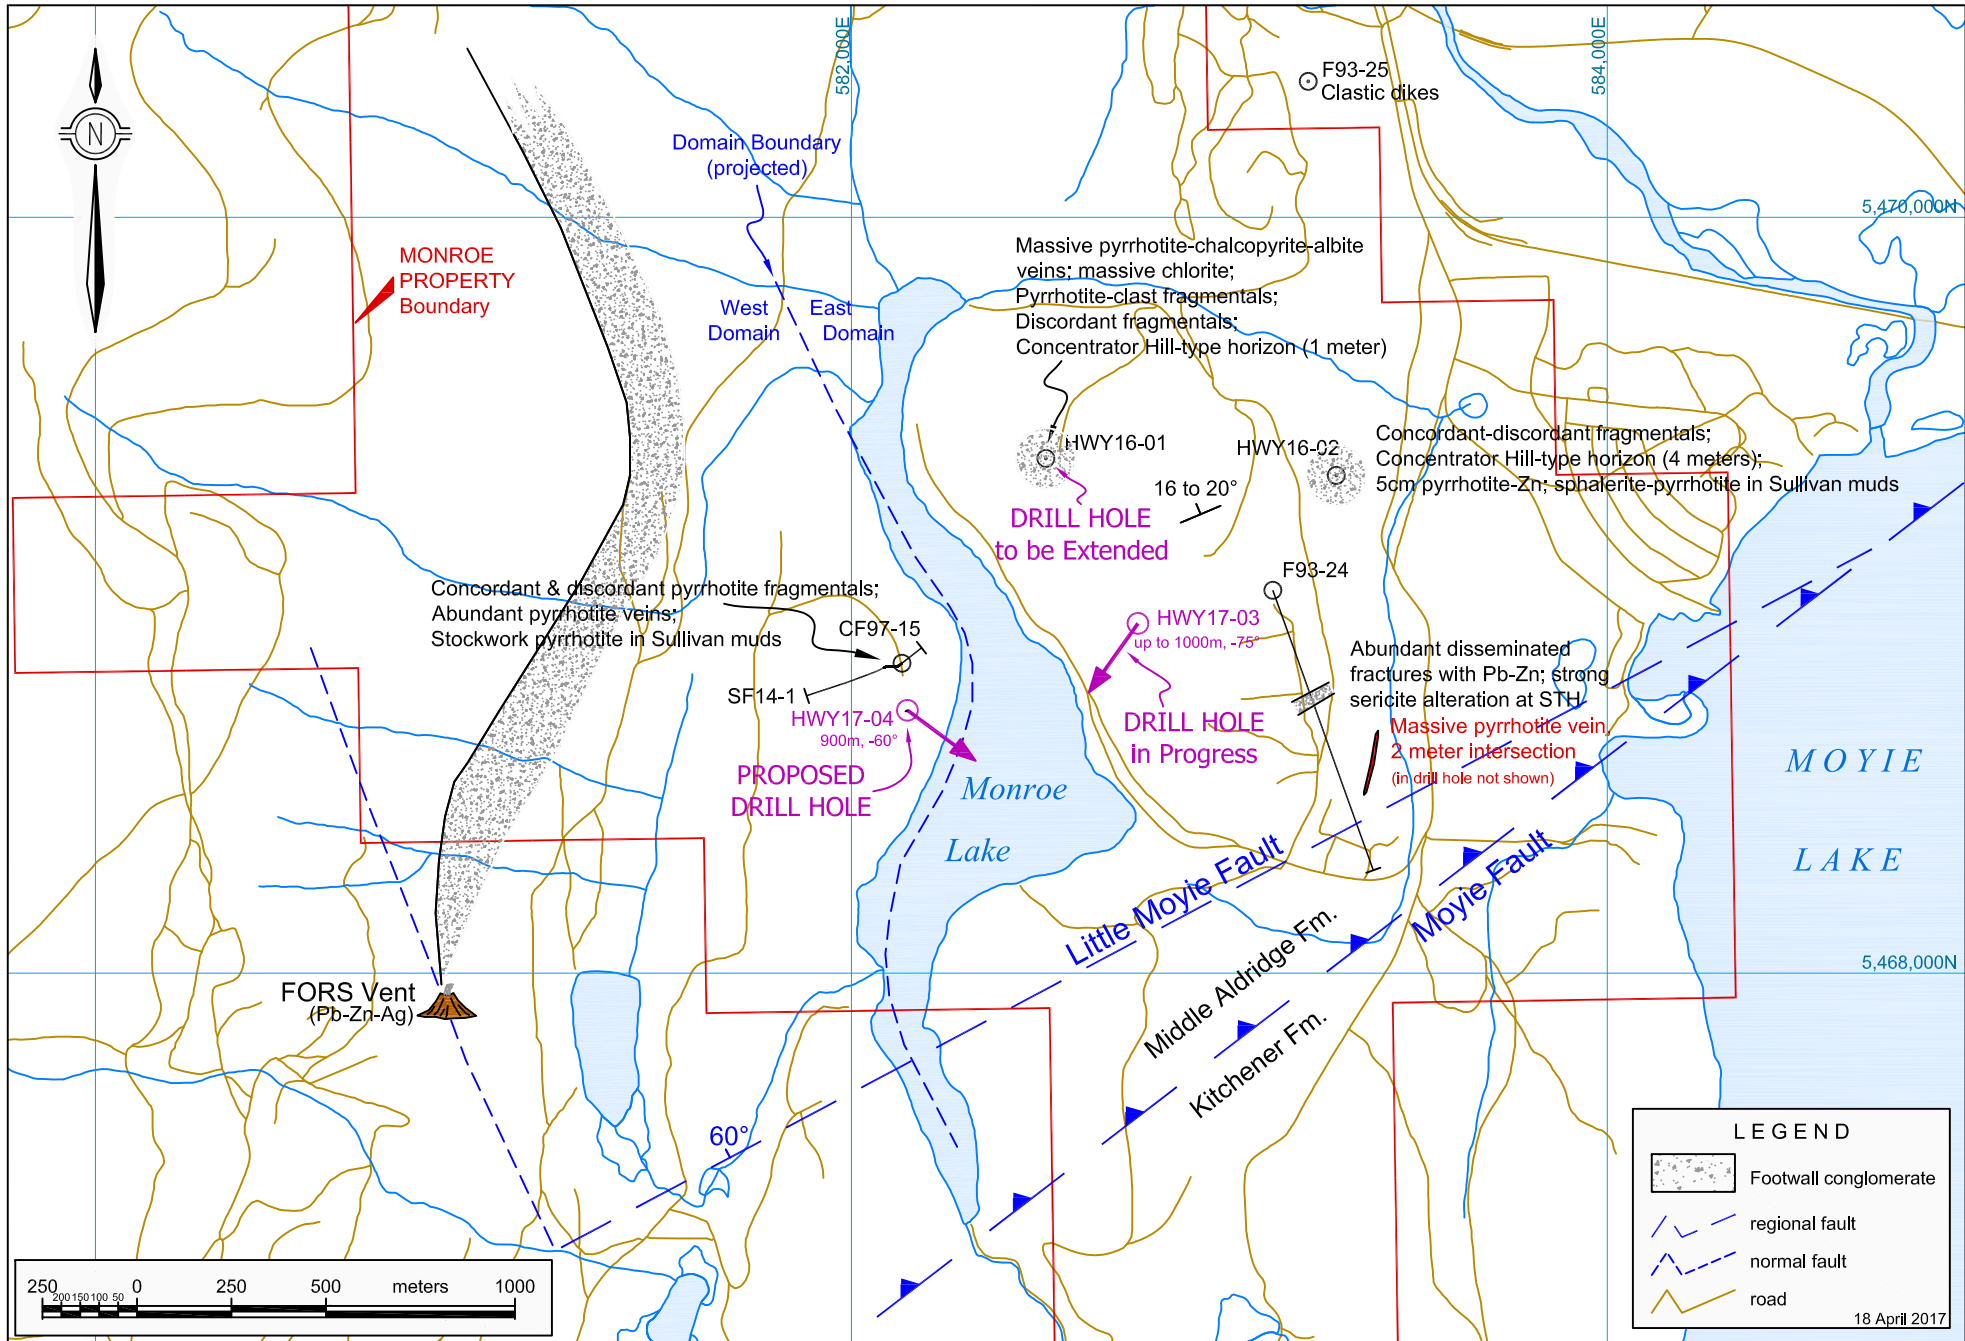 582,000E
584,000E
F93-25
Clastic dikes
N
Domain Boundary
(projected)
5,470,000N
MONROE
PROPERTY
Boundary
West
Domain
East
Domain
Massive pyrrhotite-chalcopyrite-albite
veins; massive chlorite;
Pyrrhotite-clast fragmentals;
Discordant fragmentals;
Concentrator Hill-type horizon (1 meter)
HWY16-01
HWY16-02
Concordant-discordant fragmentals;
Concentrator Hill-type horizon (4 meters);
5cm pyrrhotite-Zn; sphalerite-pyrrhotite in Sullivan muds
16 to 20°
DRILL HOLE
to be Extended
F93-24
Concordant & discordant pyrrhotite fragmentals;
Abundant pyrrhotite veins;
Stockwork pyrrhotite in Sullivan muds
CF97-15
SF14-1
HWY17-03
up to 1000m, -75°
HWY17-04
900m, -60°
DRILL HOLE
in Progress
PROPOSED
DRILL HOLE
Abundant disseminated
fractures with Pb-Zn; strong
sericite alteration at STH
Massive pyrrhotite vein,
2 meter intersection
(in drill hole not shown)
Monroe
Lake
MOYIE
LAKE
Little Moyie Fault
Moyie Fault
Middle Aldridge Fm.
Kitchener Fm.
5,468,000N
FORS Vent
(Pb-Zn-Ag)
60°
LEGEND
Footwall conglomerate
regional fault
normal fault
road
18 April 2017
250 200 150 100 50 0 250 500 meters 1000